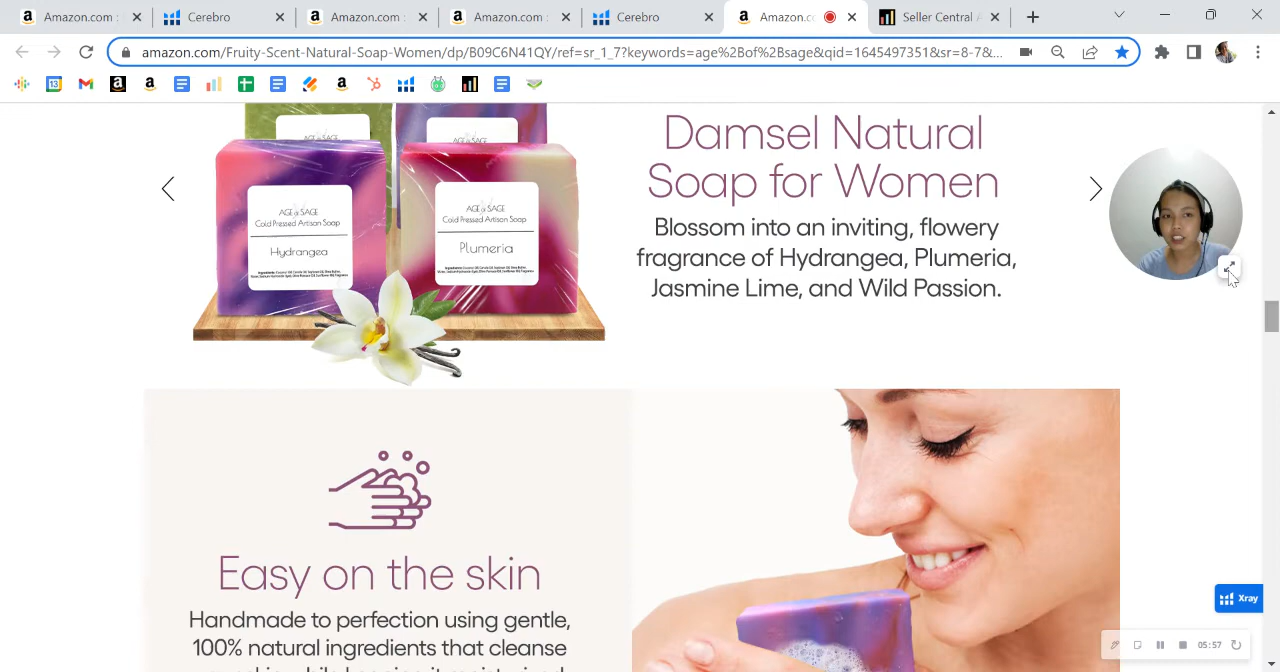 Amazon.com :
Cerebro
Amazon.com :
Amazon.com :
Cerebro
Amazon.co
Seller Central A
amazon.com/Fruity-Scent-Natural-Soap-Women/dp/B09C6N41QY/ref=sr_1_7?keywords=age%2Bof%2Bsage&qid=1645497351&sr=8-7&...
Damsel Natural
Soap for Women
Blossom into an inviting, flowery
fragrance of Hydrangea, Plumeria,
Jasmine Lime, and Wild Passion.
AGE of SAGE
Cold Pressed Artisan Soap
Hydrangea
AGE of SAGE
Cold Pressed Artisan Soap
Plumeria
Easy on the skin
Handmade to perfection using gentle,
100% natural ingredients that cleanse
Xray
05:57